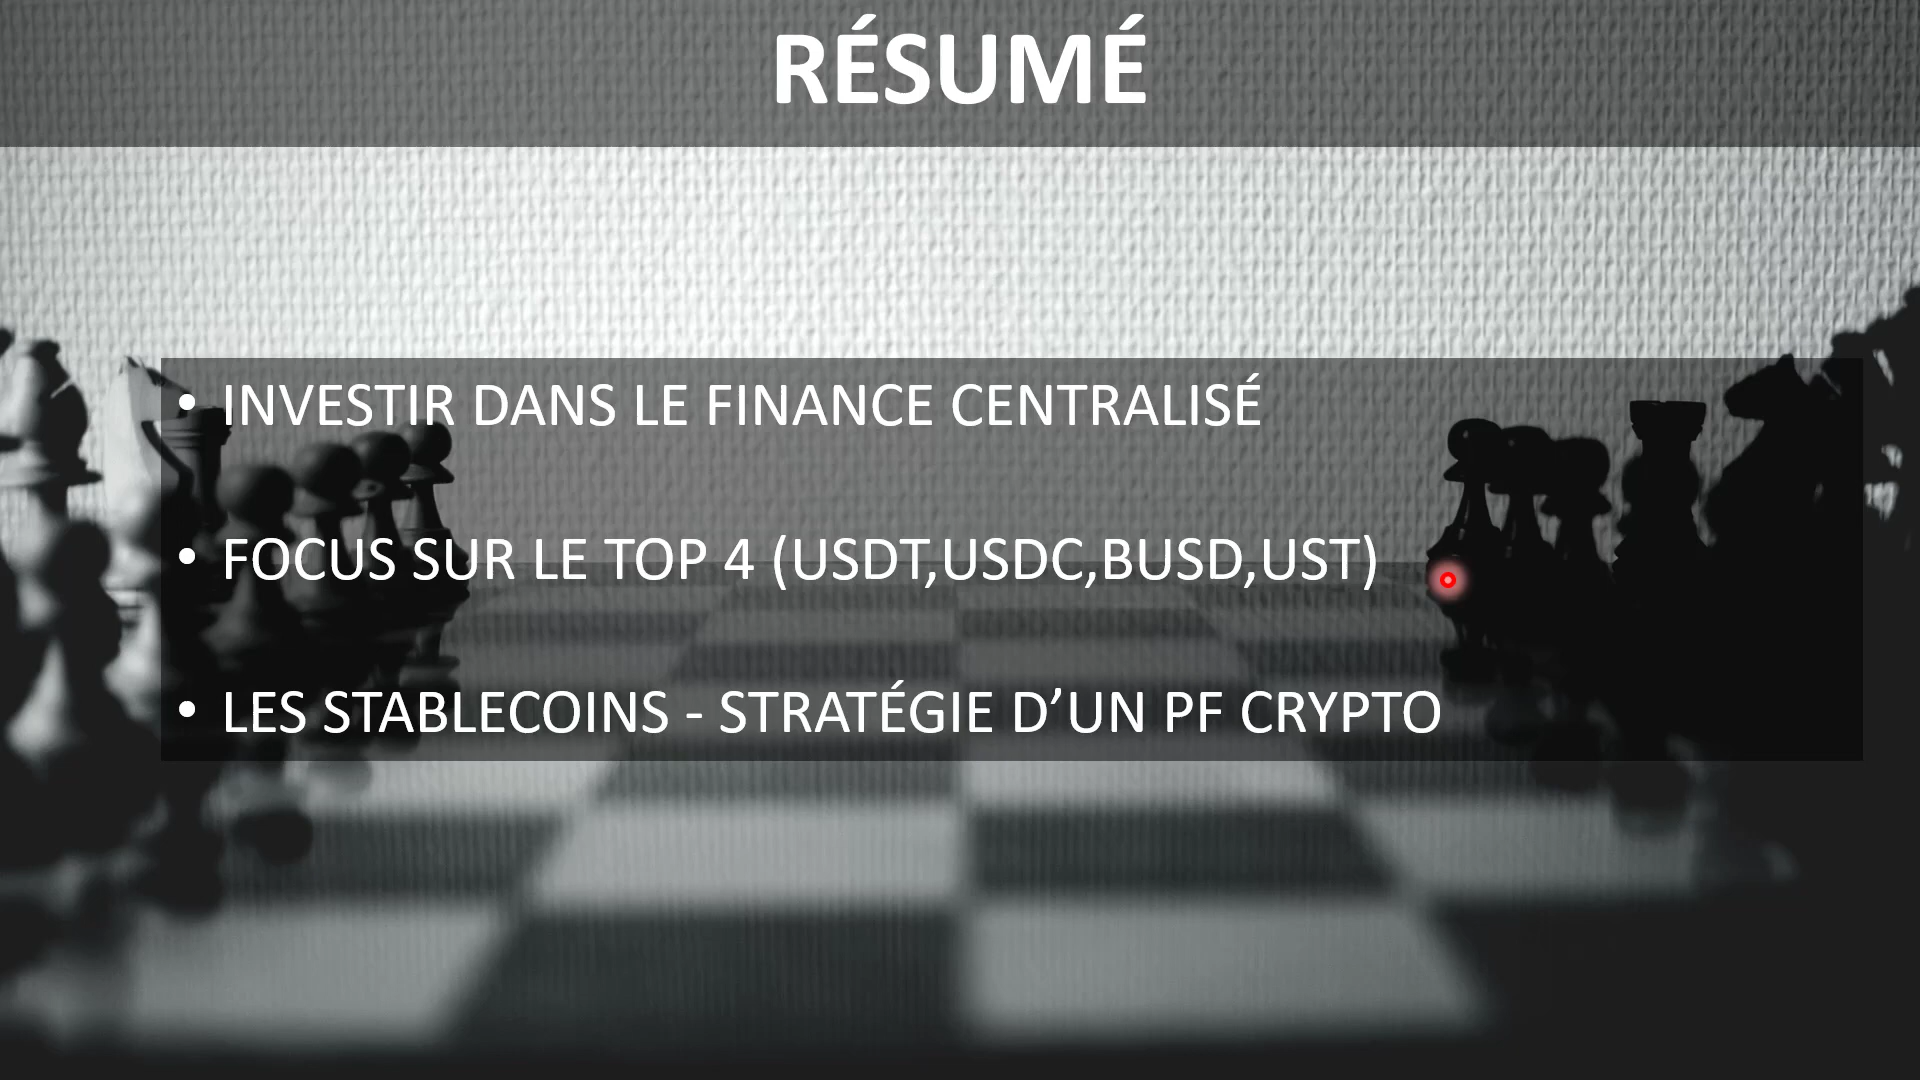 RÉSUMÉ
• INVESTIR DANS LE FINANCE CENTRALISÉ
• FOCUS SUR LE TOP 4 (USDT,USDC,BUSD,UST)
• LES STABLECOINS - STRATÉGIE D’UN PF CRYPTO